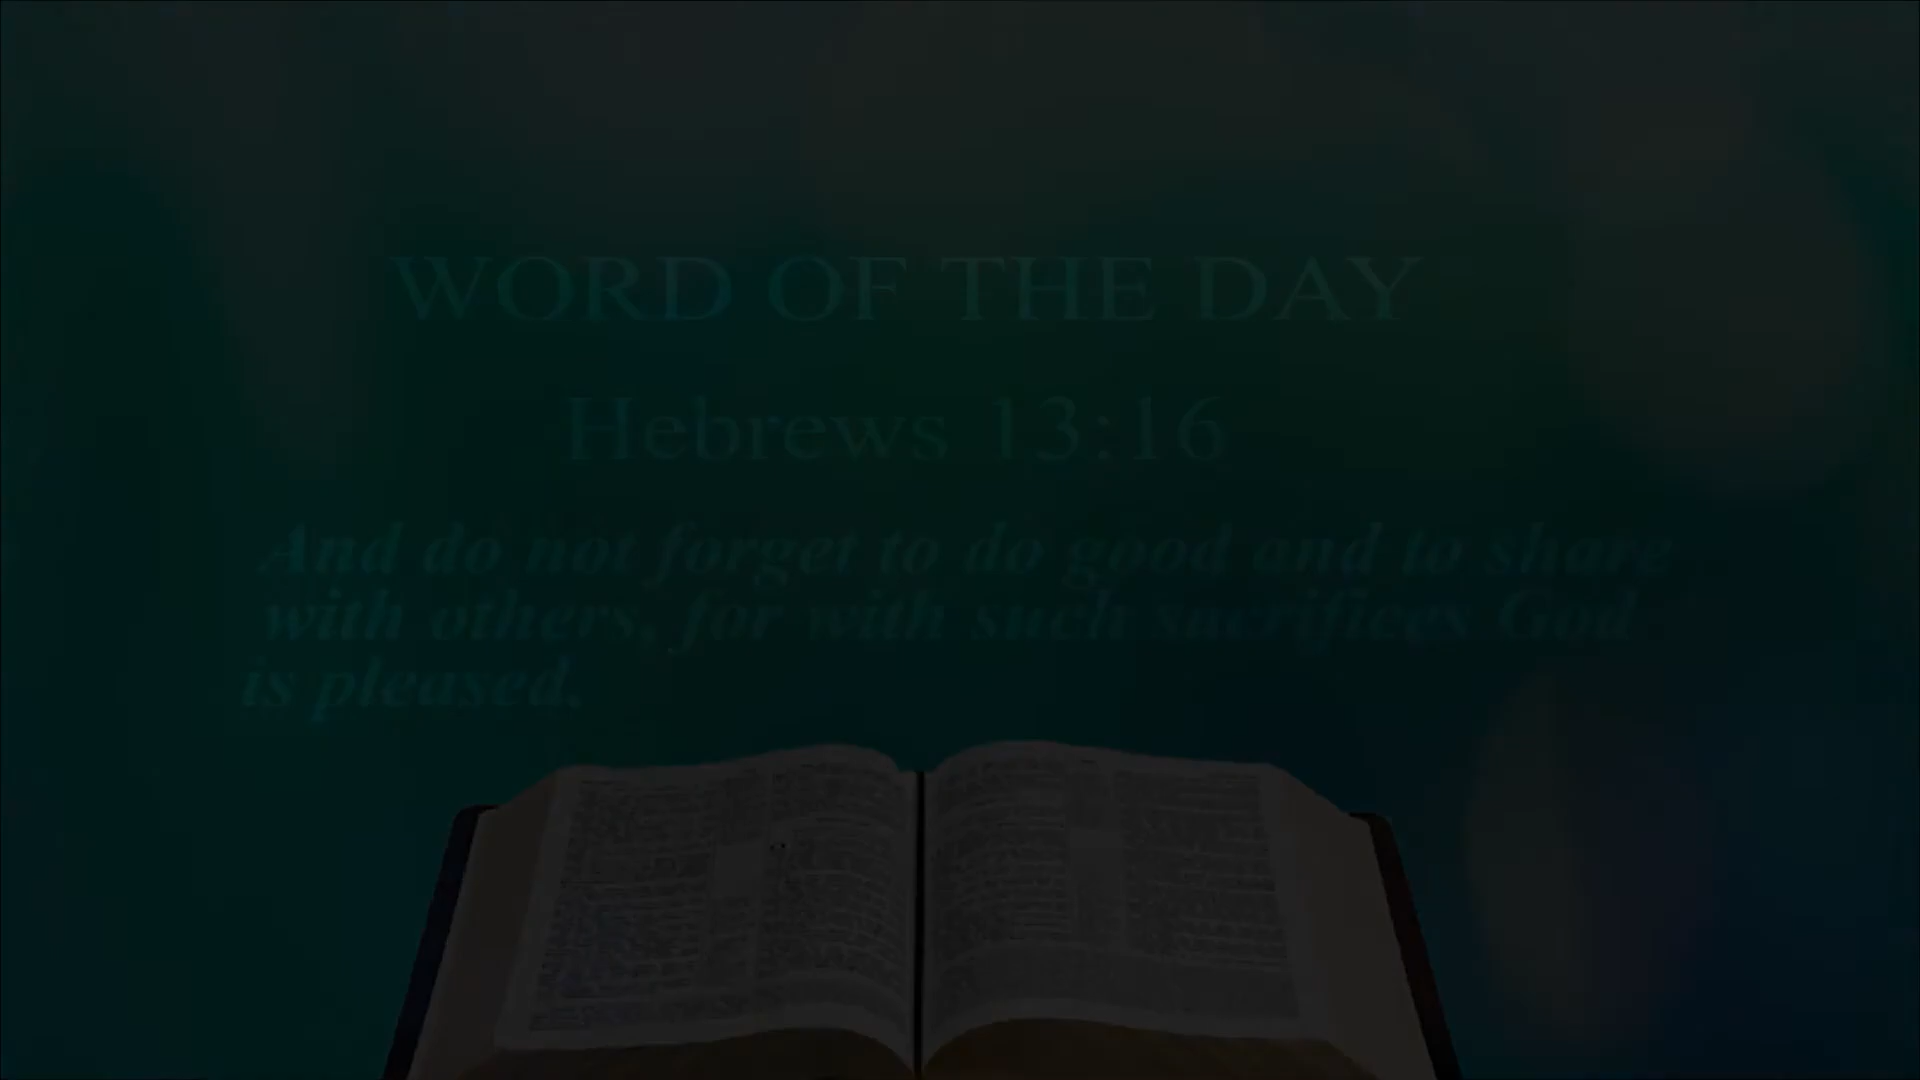 WORD OF THE DAY
Hebrews 13:16
And do not forget to do good and to share
with others, for with such sacrifices God
is pleased.